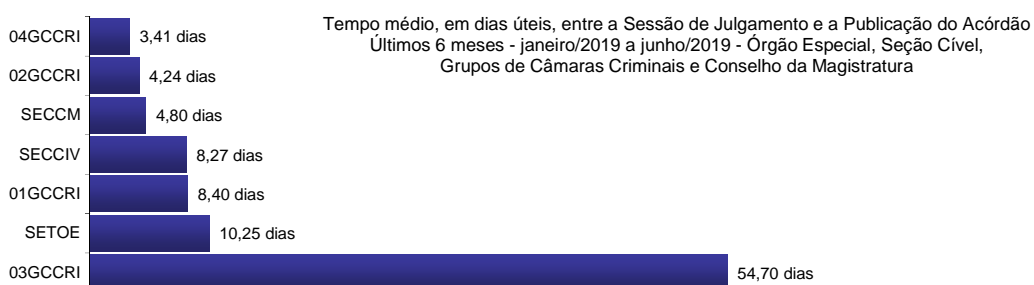 Tempo médio, em dias úteis, entre a Sessão de Julgamento e a Publicação do Acórdão
Últimos 6 meses - janeiro/2019 a junho/2019 - Órgão Especial, Seção Cível,
Grupos de Câmaras Criminais e Conselho da Magistratura
04GCCRI 3,41 dias
02GCCRI 4,24 dias
SECCM 4,80 dias
SECCIV 8,27 dias
01GCCRI 8,40 dias
SETOE 10,25 dias
03GCCRI 54,70 dias